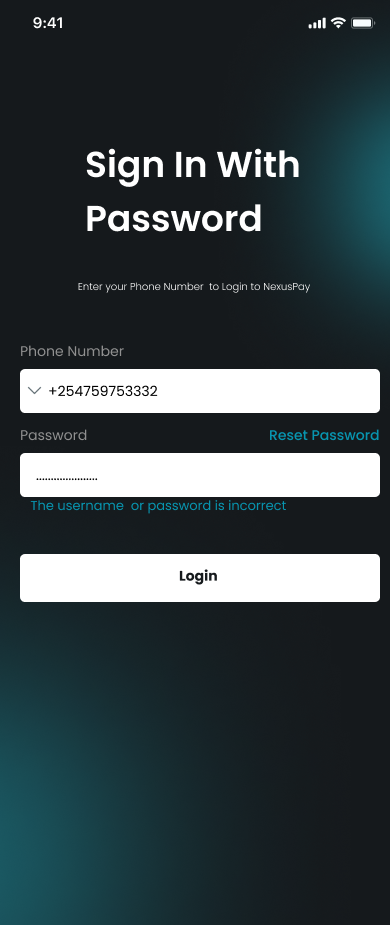 9:41
Sign In With
Password
Enter your Phone Number  to Login to NexusPay
Phone Number
+254759753332
Password
Reset Password
.....................
The username  or password is incorrect
Login